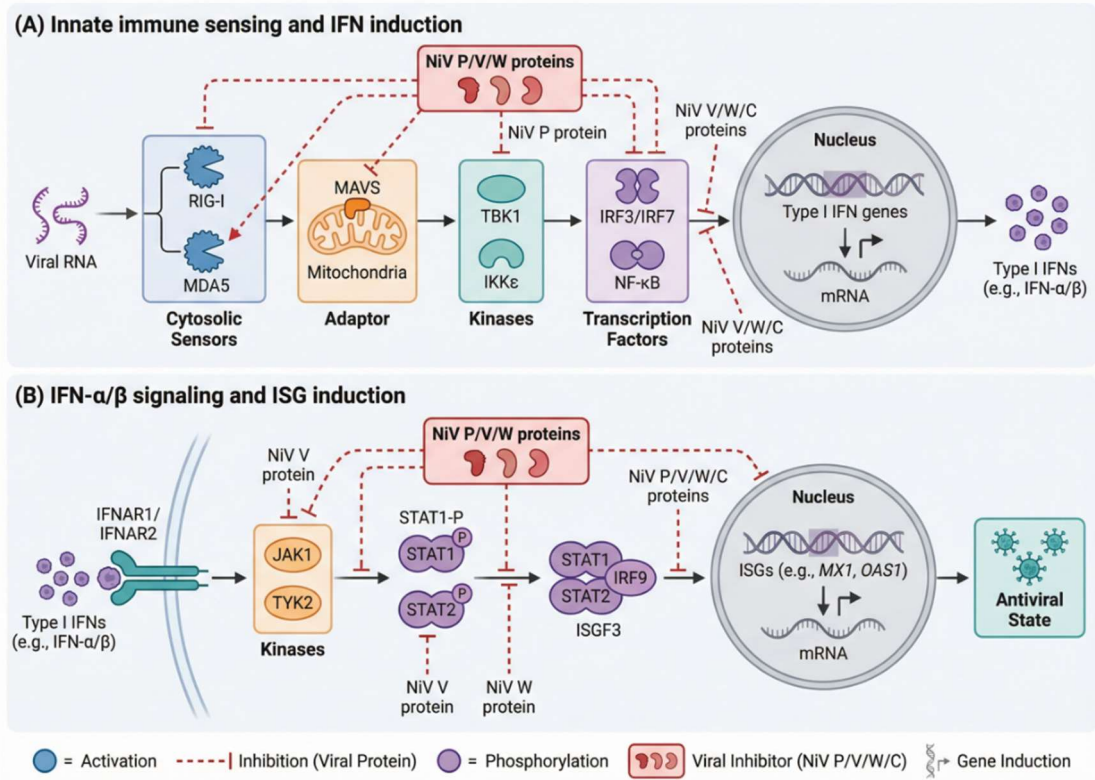 (A) Innate immune sensing and IFN induction
NiV P/V/W proteins
NiV P protein
NiV V/W/C
proteins
Viral RNA
RIG-I
MDA5
Cytosolic
Sensors
MAVS
Mitochondria
Adaptor
TBK1
IKKε
Kinases
IRF3/IRF7
NF-κB
Transcription
Factors
NiV V/W/C
proteins
Nucleus
Type I IFN genes
mRNA
Type I IFNs
(e.g., IFN-α/β)
(B) IFN-α/β signaling and ISG induction
NiV P/V/W proteins
NiV V
protein
NiV P/V/W/C
proteins
IFNAR1/
IFNAR2
Type I IFNs
(e.g., IFN-α/β)
JAK1
TYK2
Kinases
STAT1-P
P
STAT1
P
STAT2
NiV V
protein
NiV W
protein
STAT1
IRF9
STAT2
ISGF3
Nucleus
ISGs (e.g., MX1, OAS1)
mRNA
Antiviral
State
= Activation
Inhibition (Viral Protein)
= Phosphorylation
Viral Inhibitor (NiV P/V/W/C)
= Gene Induction